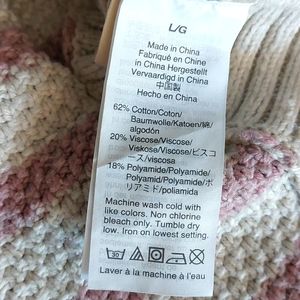 L/G
Made in China
Fabriqué en Chine
in China Hergestellt
Vervaardigd in China
中国製
Hecho en China
62% Cotton/Coton/
Baumwolle/Katoen/綿/
algodón
20% Viscose/Viscose/
Viskose/Viscose/ビスコ
ース/viscosa
18% Polyamide/Polyamide/
Polyamid/Polyamide/ポ
リアミド/poliamida
Machine wash cold with
like colors. Non chlorine
bleach only. Tumble dry
low. Iron on lowest setting.
30
Laver à la machine à l'eau